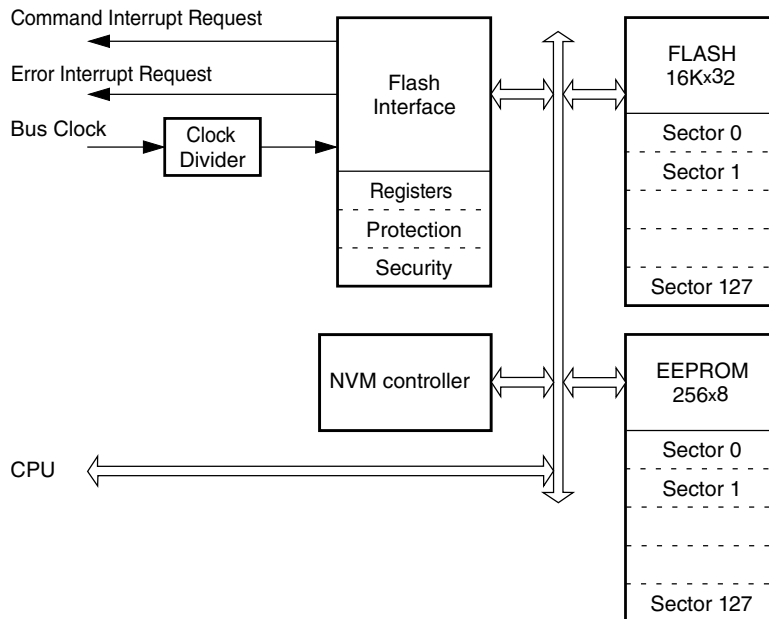 Command Interrupt Request
Error Interrupt Request
Bus Clock
Clock
Divider
Flash
Interface
Registers
Protection
Security
FLASH
16Kx32
Sector 0
Sector 1
Sector 127
NVM controller
EEPROM
256x8
Sector 0
Sector 1
Sector 127
CPU